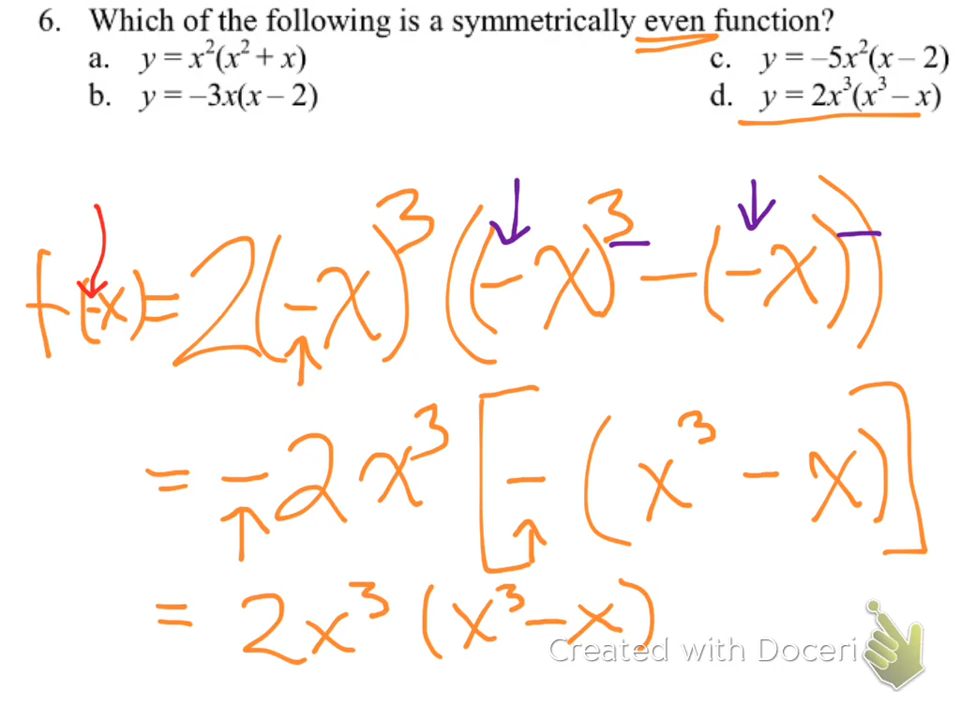 6. Which of the following is a symmetrically even function?
a. y = x²(x² + x)
c. y = –5x²(x – 2)
b. y = –3x(x – 2)
d. y = 2x³(x³ – x)
f(-x) = 2(-x)³((-x)³ - (-x))
= -2x³[-(x³ - x)]
= 2x³(x³ - x)
Created with Doceri